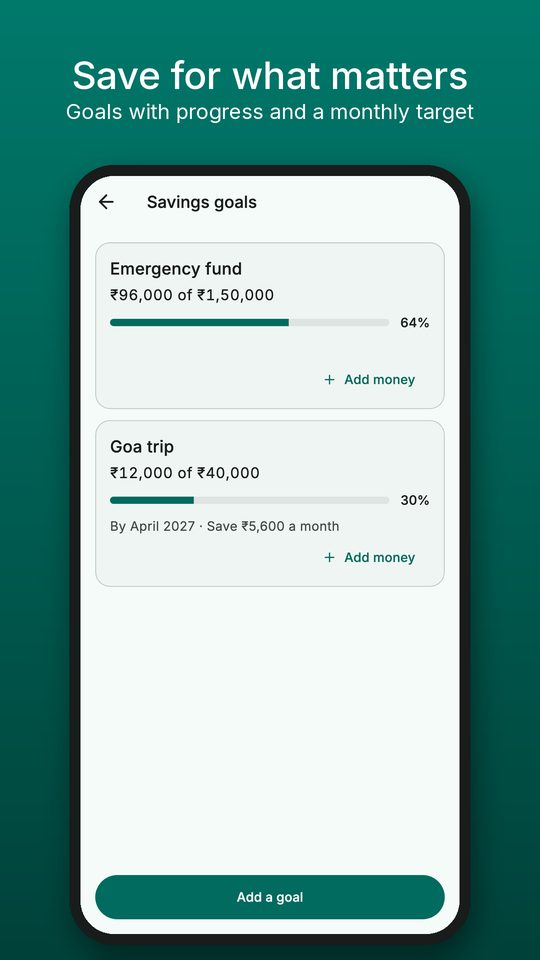 Save for what matters
Goals with progress and a monthly target
Savings goals
Emergency fund
₹96,000 of ₹1,50,000
64%
+ Add money
Goa trip
₹12,000 of ₹40,000
30%
By April 2027 · Save ₹5,600 a month
+ Add money
Add a goal